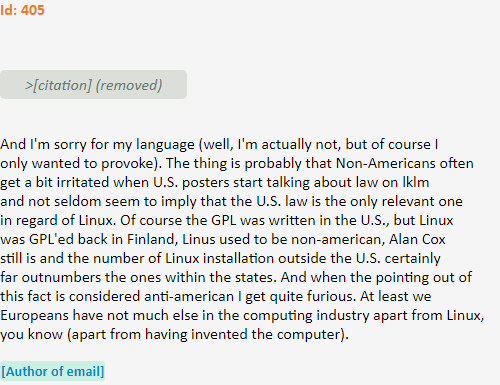 Id: 405
>[citation] (removed)
And I'm sorry for my language (well, I'm actually not, but of course I
only wanted to provoke). The thing is probably that Non-Americans often
get a bit irritated when U.S. posters start talking about law on lklm
and not seldom seem to imply that the U.S. law is the only relevant one
in regard of Linux. Of course the GPL was written in the U.S., but Linux
was GPL'ed back in Finland, Linus used to be non-american, Alan Cox
still is and the number of Linux installation outside the U.S. certainly
far outnumbers the ones within the states. And when the pointing out of
this fact is considered anti-american I get quite furious. At least we
Europeans have not much else in the computing industry apart from Linux,
you know (apart from having invented the computer).
[Author of email]